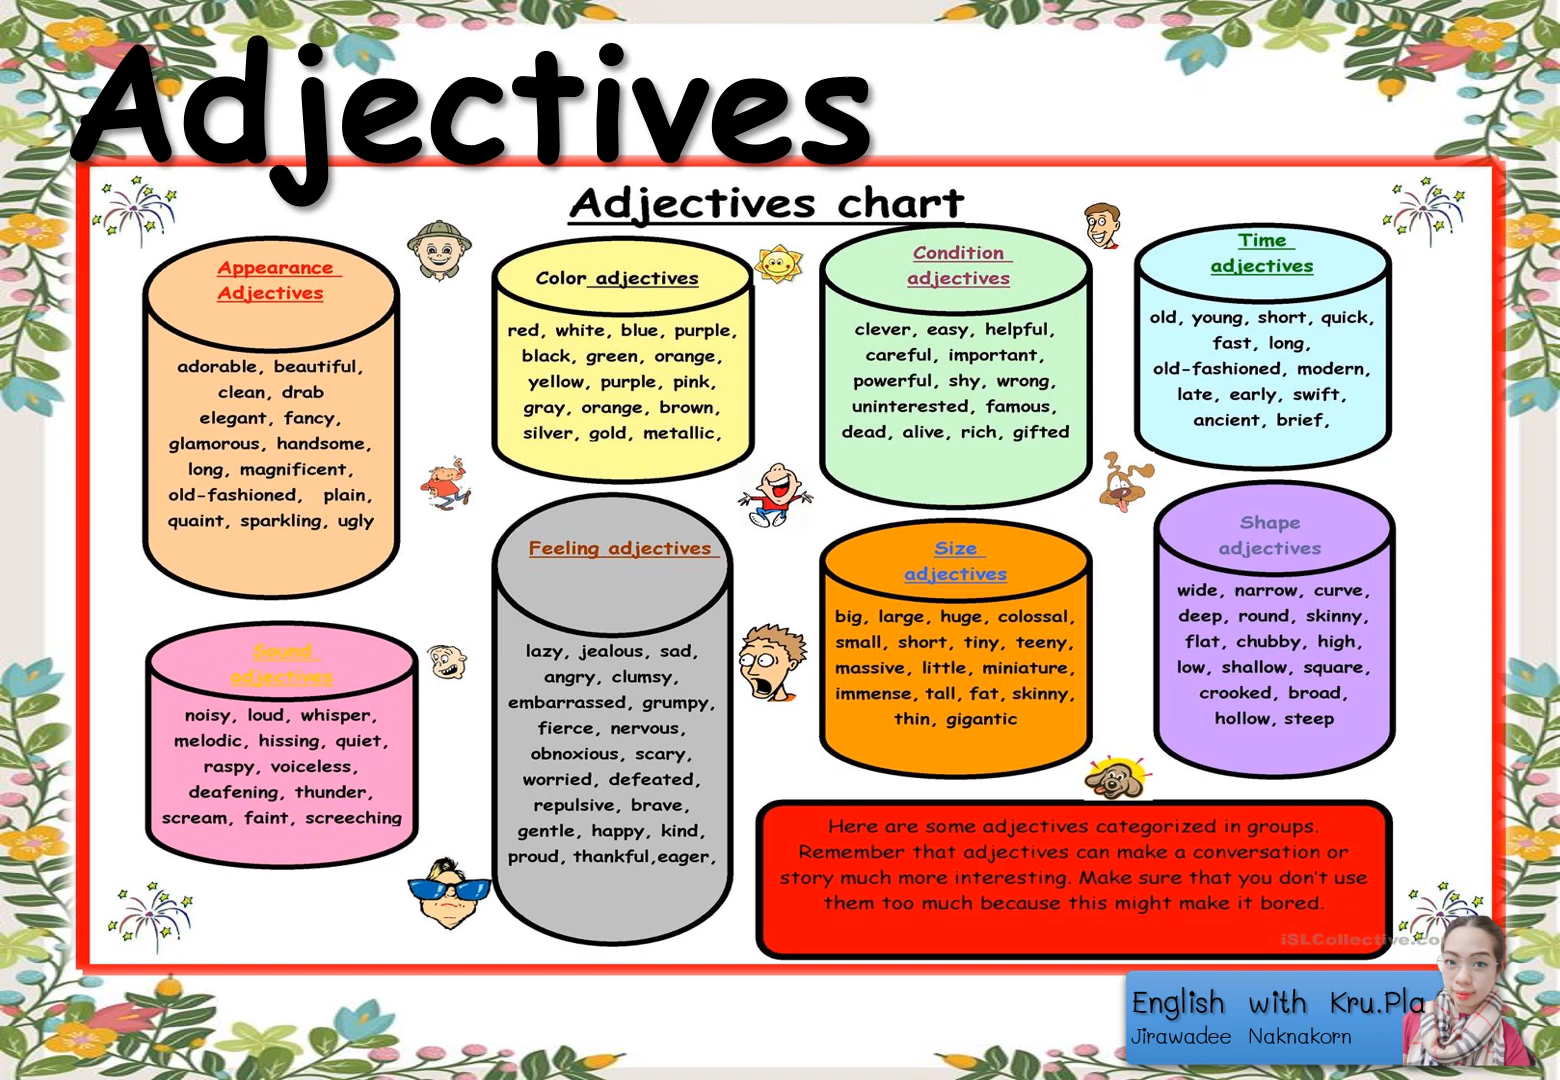 Adjectives
Adjectives chart
Appearance
Adjectives
adorable, beautiful,
clean, drab
elegant, fancy,
glamorous, handsome,
long, magnificent,
old-fashioned, plain,
quaint, sparkling, ugly
Color adjectives
red, white, blue, purple,
black, green, orange,
yellow, purple, pink,
gray, orange, brown,
silver, gold, metallic,
Condition
adjectives
clever, easy, helpful,
careful, important,
powerful, shy, wrong,
uninterested, famous,
dead, alive, rich, gifted
Time
adjectives
old, young, short, quick,
fast, long,
old-fashioned, modern,
late, early, swift,
ancient, brief,
Sound
adjectives
noisy, loud, whisper,
melodic, hissing, quiet,
raspy, voiceless,
deafening, thunder,
scream, faint, screeching
Feeling adjectives
lazy, jealous, sad,
angry, clumsy,
embarrassed, grumpy,
fierce, nervous,
obnoxious, scary,
worried, defeated,
repulsive, brave,
gentle, happy, kind,
proud, thankful,eager,
Size
adjectives
big, large, huge, colossal,
small, short, tiny, teeny,
massive, little, miniature,
immense, tall, fat, skinny,
thin, gigantic
Shape
adjectives
wide, narrow, curve,
deep, round, skinny,
flat, chubby, high,
low, shallow, square,
crooked, broad,
hollow, steep
Here are some adjectives categorized in groups.
Remember that adjectives can make a conversation or
story much more interesting. Make sure that you don't use
them too much because this might make it bored.
iSLCollective.co
English with Kru.Pla
Jirawadee Naknakorn